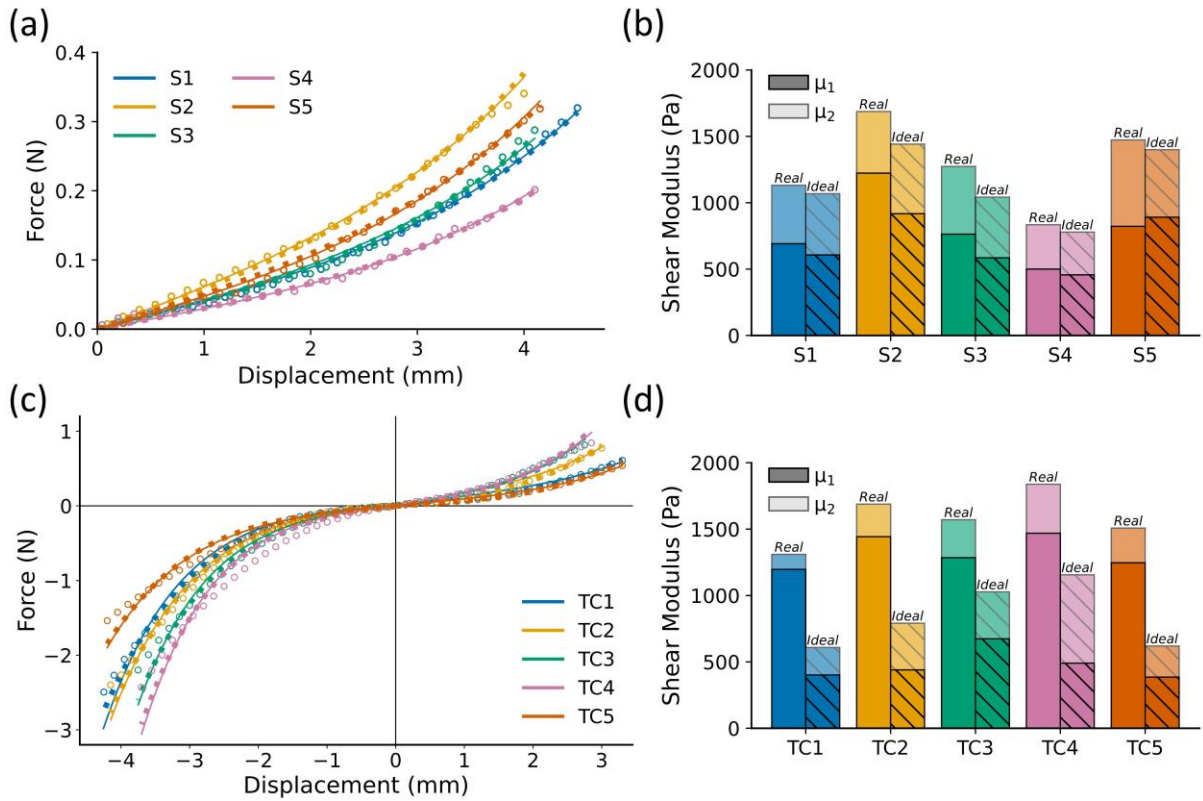 (a)
0.4
0.3
0.2
0.1
0.0
Force (N)
S1
S2
S3
S4
S5
0 1 2 3 4
Displacement (mm)
(b)
2000
1500
1000
500
0
Shear Modulus (Pa)
μ1
μ2
Real Ideal
Real Ideal
Real Ideal
Real Ideal
Real Ideal
S1 S2 S3 S4 S5
(c)
1
0
−1
−2
−3
Force (N)
TC1
TC2
TC3
TC4
TC5
−4 −3 −2 −1 0 1 2 3
Displacement (mm)
(d)
2000
1500
1000
500
0
Shear Modulus (Pa)
μ1
μ2
Real Ideal
Real Ideal
Real Ideal
Real Ideal
Real Ideal
TC1 TC2 TC3 TC4 TC5